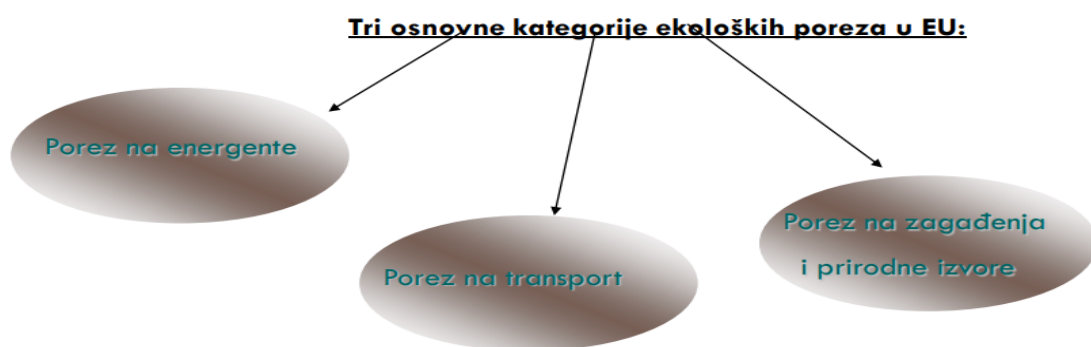 Tri osnovne kategorije ekoloških poreza u EU:
Porez na energente
Porez na transport
Porez na zagađenja
i prirodne izvore